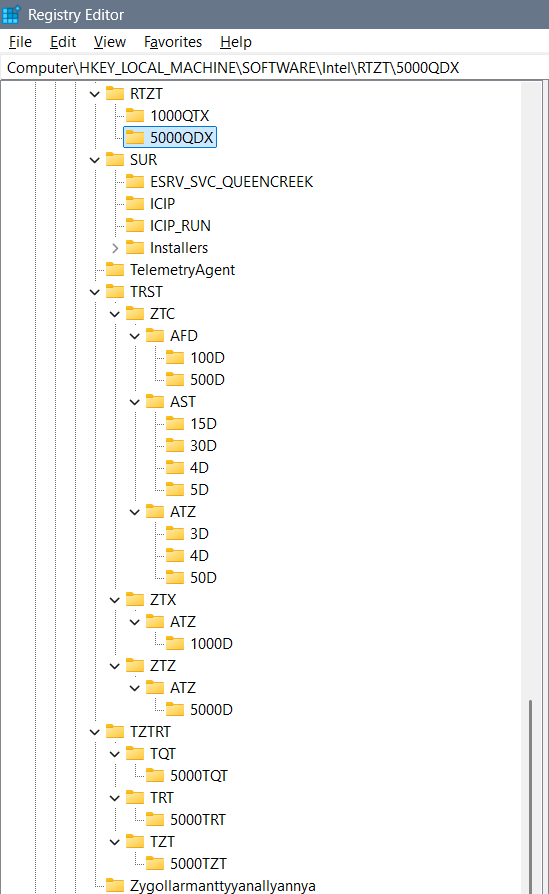 Registry Editor
File Edit View Favorites Help
Computer\HKEY_LOCAL_MACHINE\SOFTWARE\Intel\RTZT\5000QDX
RTZT
1000QTX
5000QDX
SUR
ESRV_SVC_QUEENCREEK
ICIP
ICIP_RUN
Installers
TelemetryAgent
TRST
ZTC
AFD
100D
500D
AST
15D
30D
4D
5D
ATZ
3D
4D
50D
ZTX
ATZ
1000D
ZTZ
ATZ
5000D
TZTRT
TQT
5000TQT
TRT
5000TRT
TZT
5000TZT
Zygollarmanttyyanallyannya